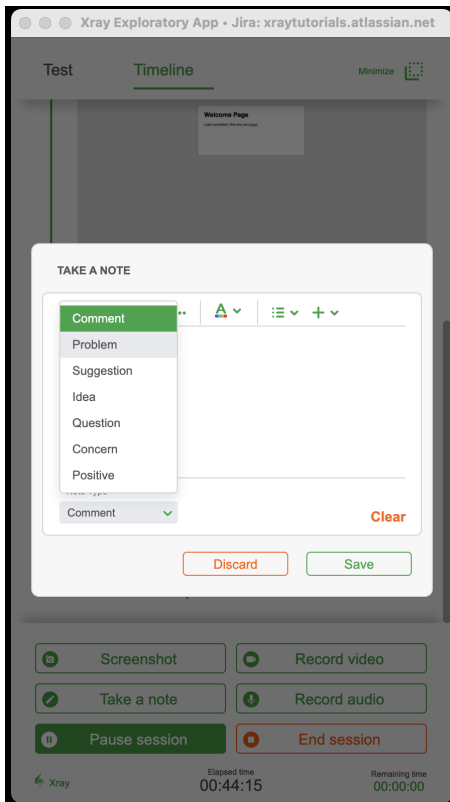 Xray Exploratory App • Jira: xraytutorials.atlassian.net
Test Timeline Minimize
Welcome Page
TAKE A NOTE
A
Comment
Problem
Suggestion
Idea
Question
Concern
Positive
Note Type
Comment
Clear
Discard Save
Screenshot Record video
Take a note Record audio
Pause session End session
Xray
Elapsed time
00:44:15
Remaining time
00:00:00